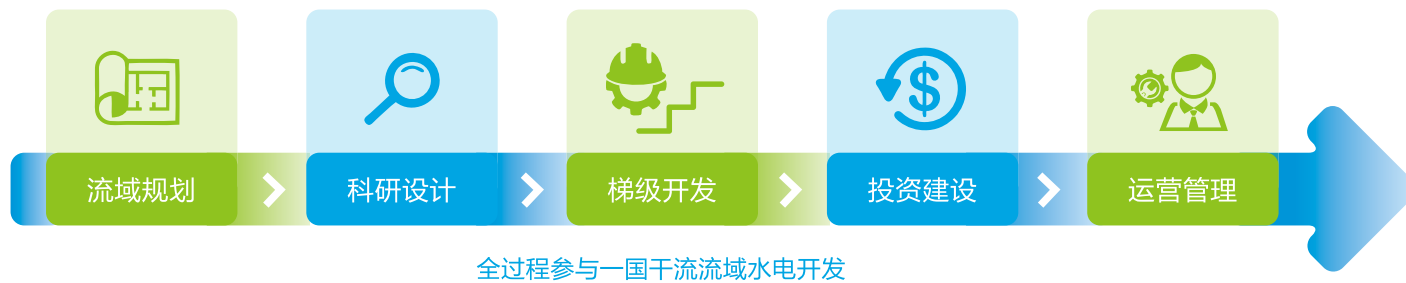 流域规划
科研设计
梯级开发
投资建设
运营管理
全过程参与一国干流流域水电开发